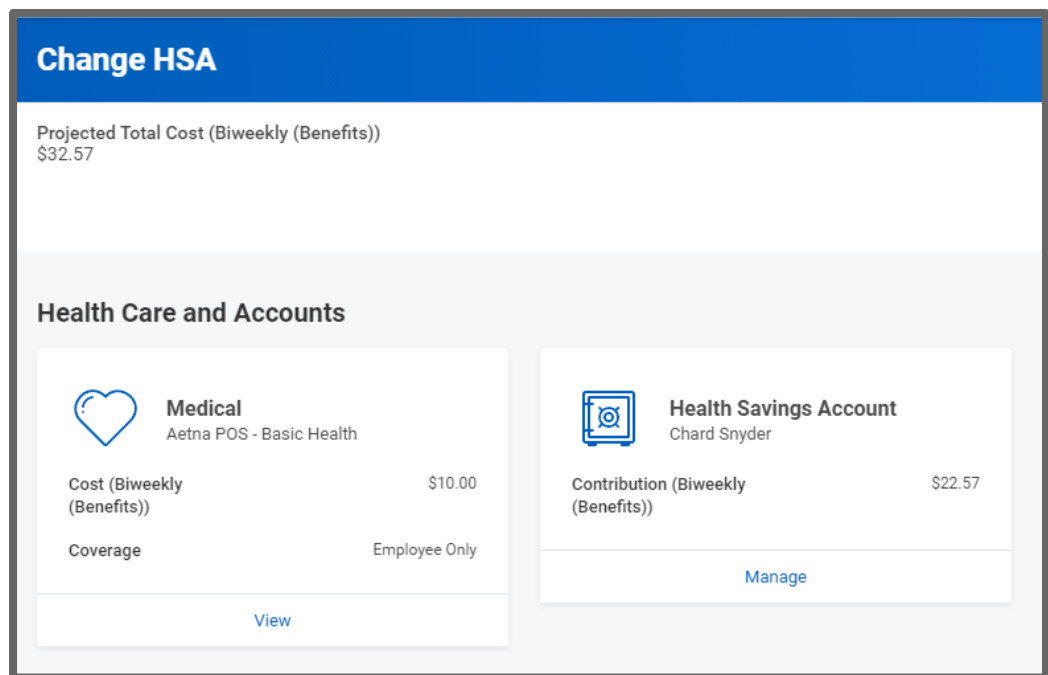 Change HSA
Projected Total Cost (Biweekly (Benefits))
$32.57
Health Care and Accounts
Medical
Aetna POS - Basic Health
Cost (Biweekly
(Benefits))
$10.00
Coverage
Employee Only
View
Health Savings Account
Chard Snyder
Contribution (Biweekly
(Benefits))
$22.57
Manage